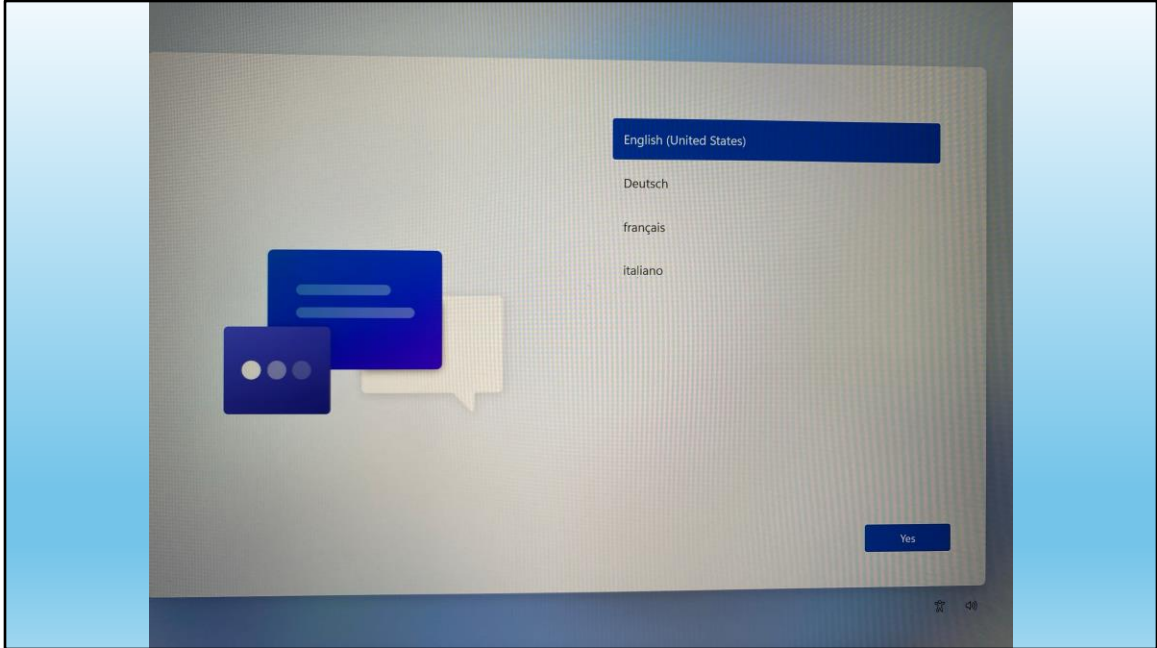 English (United States)
Deutsch
français
italiano
Yes